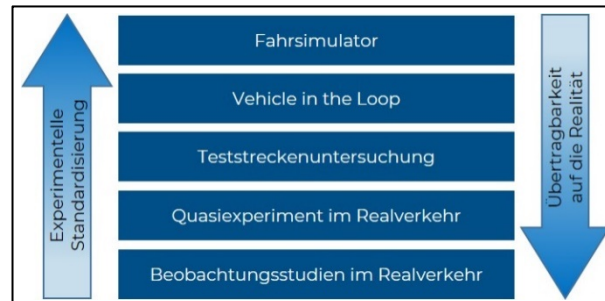 Fahrsimulator
Vehicle in the Loop
Teststreckenuntersuchung
Quasiexperiment im Realverkehr
Beobachtungsstudien im Realverkehr
Experimentelle
Standardisierung
Übertragbarkeit
auf die Realität